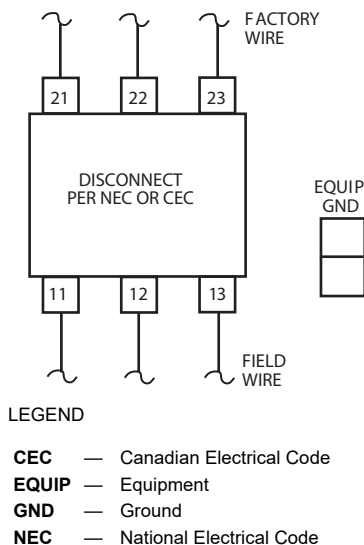 FACTORY
WIRE
21 22 23
DISCONNECT
PER NEC OR CEC
EQUIP
GND
11 12 13
FIELD
WIRE
LEGEND
CEC — Canadian Electrical Code
EQUIP — Equipment
GND — Ground
NEC — National Electrical Code